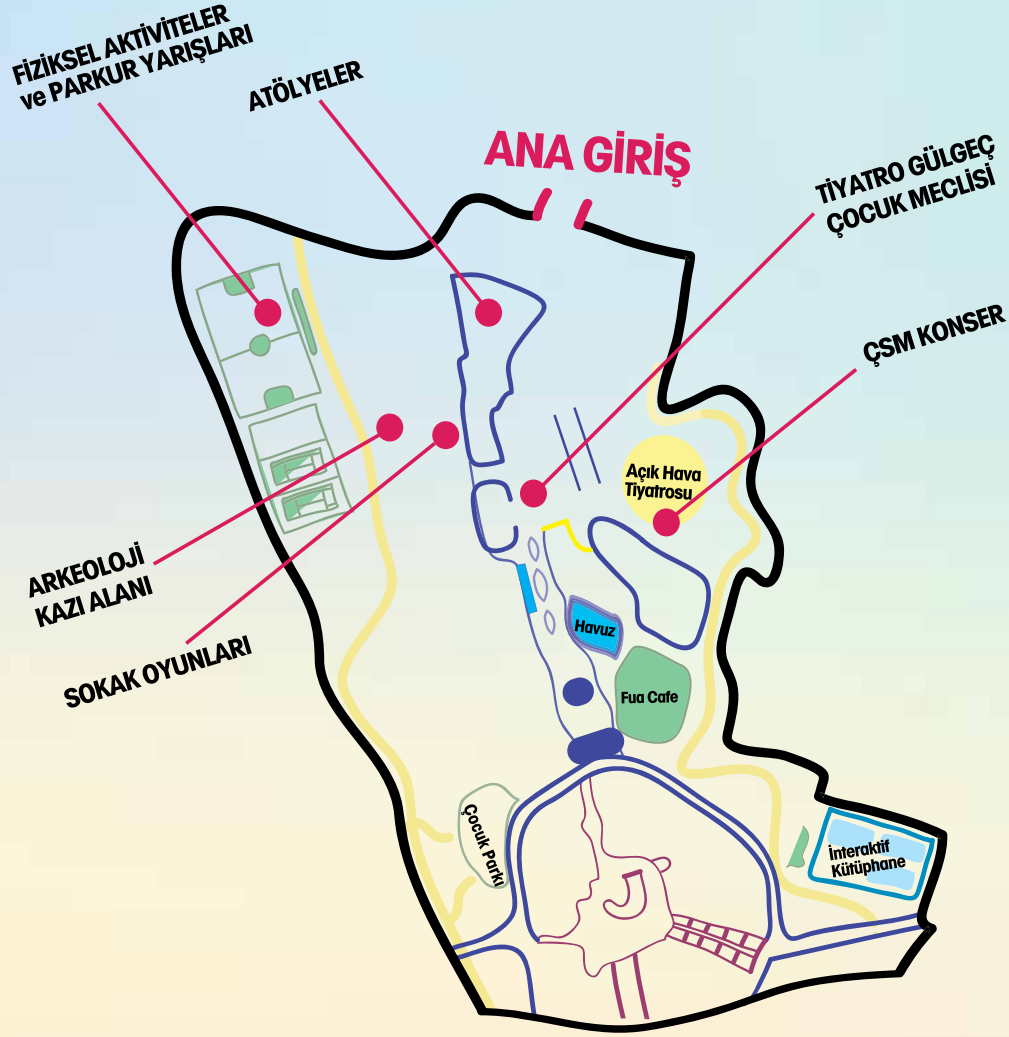 FİZİKSEL AKTİVİTELER
ve PARKUR YARIŞLARI
ATÖLYELER
ANA GİRİŞ
TİYATRO GÜLGEÇ
ÇOCUK MECLİSİ
ÇSM KONSER
Açık Hava
Tiyatrosu
ARKEOLOJİ
KAZI ALANI
SOKAK OYUNLARI
Havuz
Fua Cafe
Çocuk Parkı
İnteraktif
Kütüphane